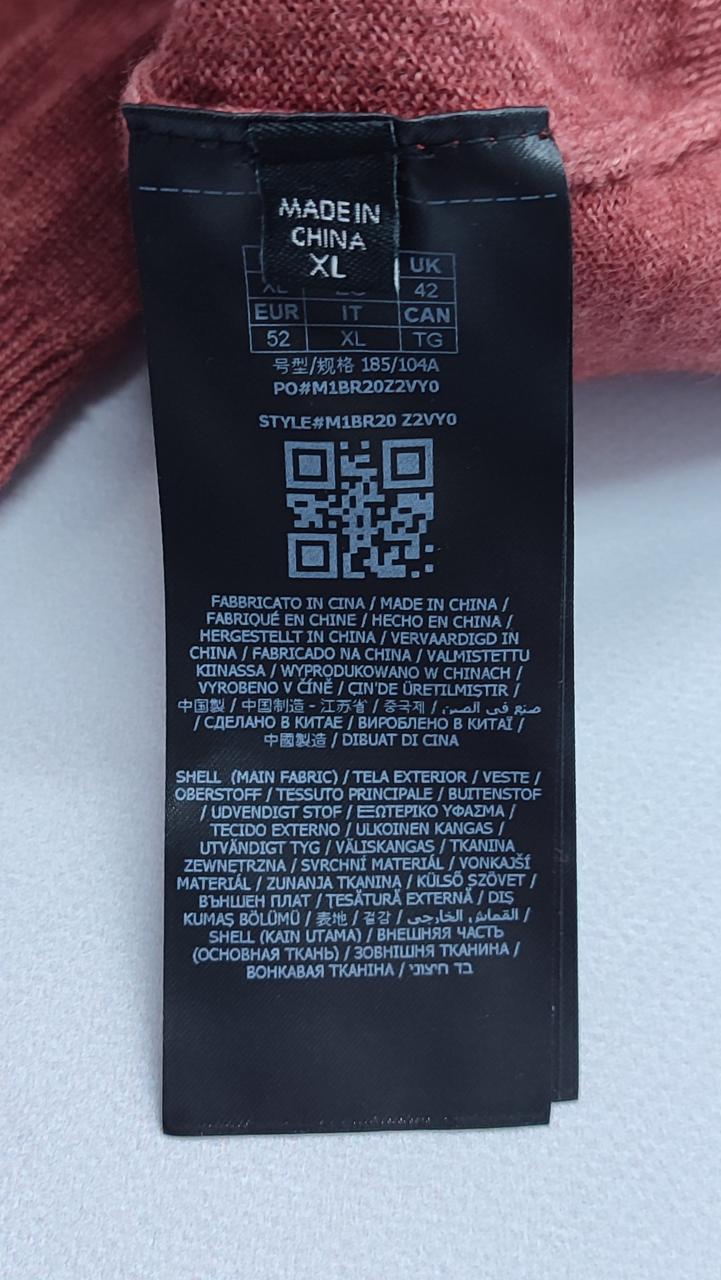 MADE IN
CHINA
XL
UK
XL 42
EUR IT CAN
52 XL TG
号型/规格 185/104A
PO#M1BR20Z2VY0
STYLE#M1BR20 Z2VY0
FABBRICATO IN CINA / MADE IN CHINA /
FABRIQUÉ EN CHINE / HECHO EN CHINA /
HERGESTELLT IN CHINA / VERVAARDIGD IN
CHINA / FABRICADO NA CHINA / VALMISTETTU
KIINASSA / WYPRODUKOWANO W CHINACH /
VYROBENO V ČÍNĚ / ÇIN'DE ÜRETILMIŞTIR /
中国製 / 中国制造 - 江苏省 / 중국제 / صنع في الصين
/ СДЕЛАНО В КИТАЕ / ВИРОБЛЕНО В КИТАЇ /
中國製造 / DIBUAT DI CINA
SHELL (MAIN FABRIC) / TELA EXTERIOR / VESTE /
OBERSTOFF / TESSUTO PRINCIPALE / BUITENSTOF
/ UDVENDIGT STOF / ΕΞΩΤΕΡΙΚΟ ΥΦΑΣΜΑ /
TECIDO EXTERNO / ULKOINEN KANGAS /
UTVÄNDIGT TYG / VÄLISKANGAS / TKANINA
ZEWNĘTRZNA / SVRCHNÍ MATERIÁL / VONKAJŠÍ
MATERIÁL / ZUNANJA TKANINA / KÜLSŐ SZÖVET /
ВЪНШЕН ПЛАТ / ȚESĂTURĂ EXTERNĂ / DIŞ
KUMAŞ BÖLÜMÜ / 表地 / 겉감 / القماش الخارجي /
SHELL (KAIN UTAMA) / ВНЕШНЯЯ ЧАСТЬ
(ОСНОВНАЯ ТКАНЬ) / ЗОВНІШНЯ ТКАНИНА /
ВОНКАВАЯ ТКАНІНА / בד חיצוני